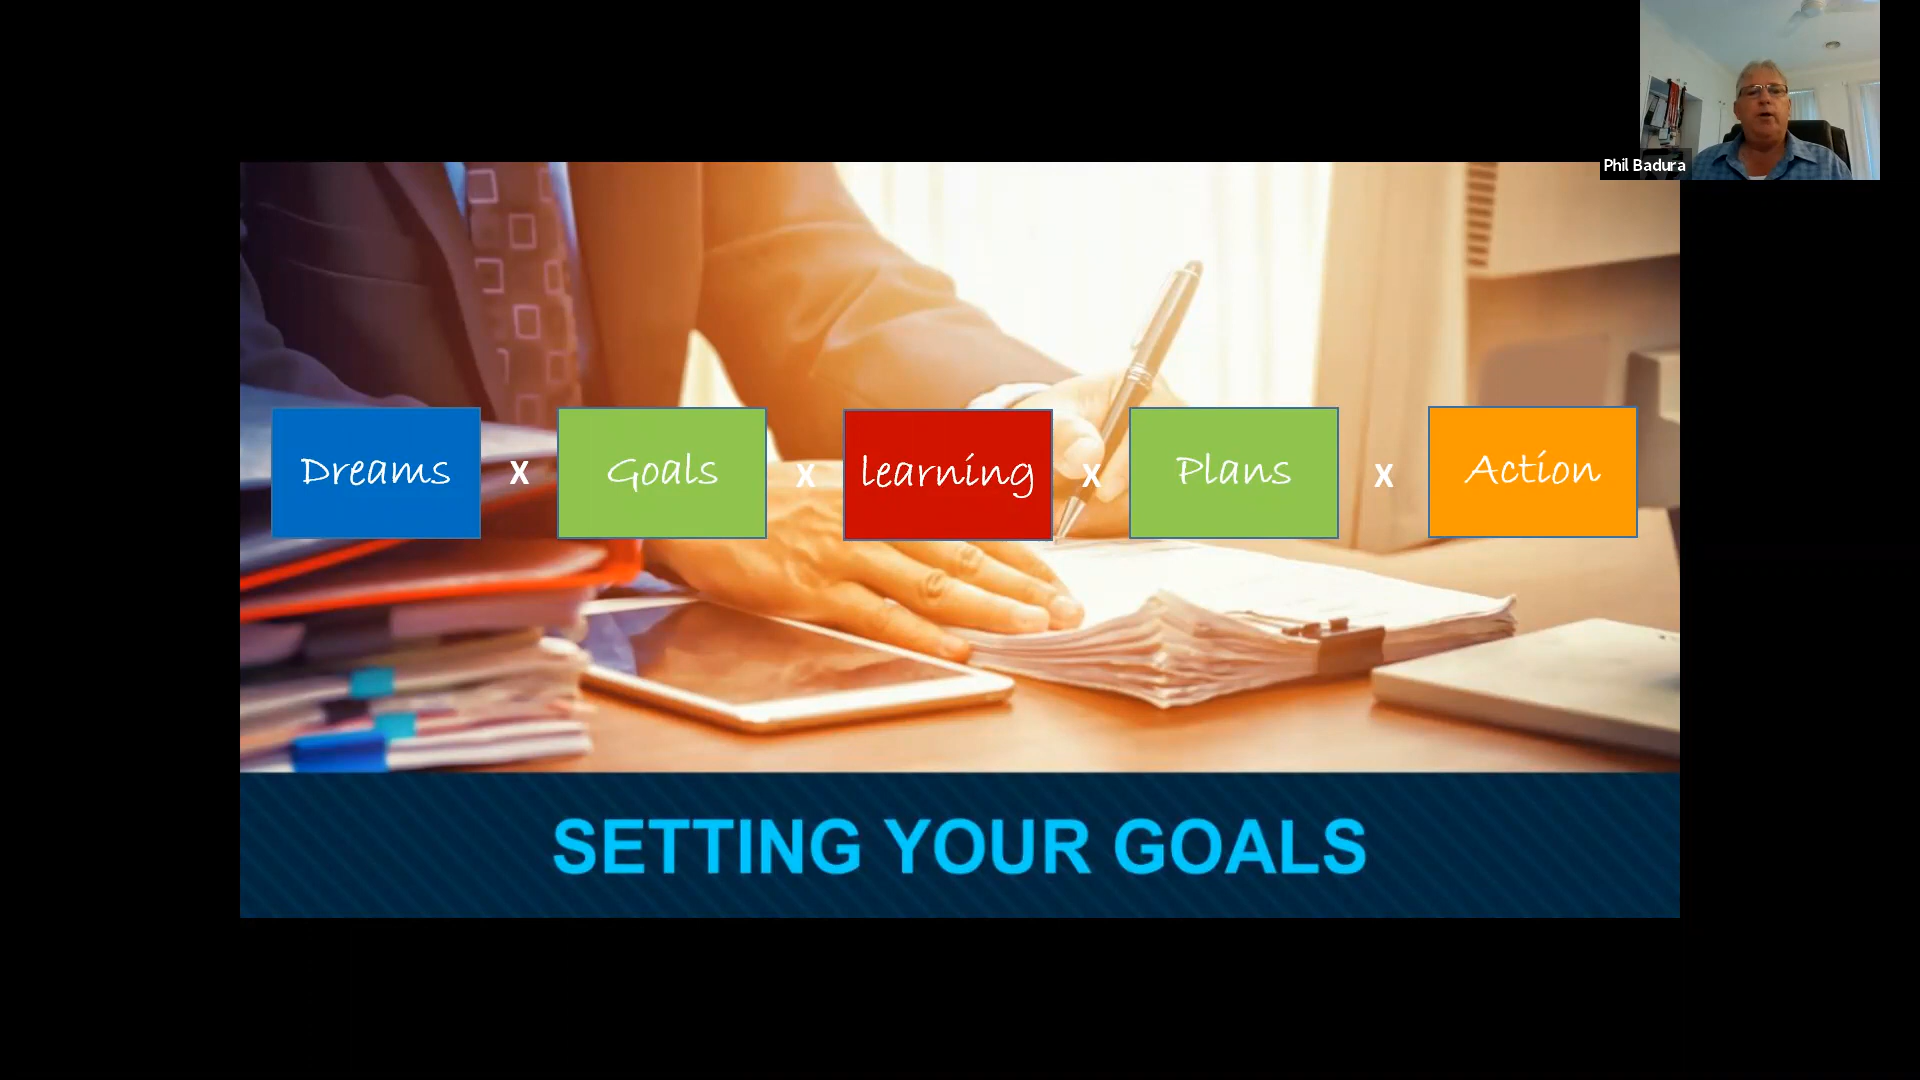 Phil Badura
Dreams x Goals x learning x Plans x Action
SETTING YOUR GOALS